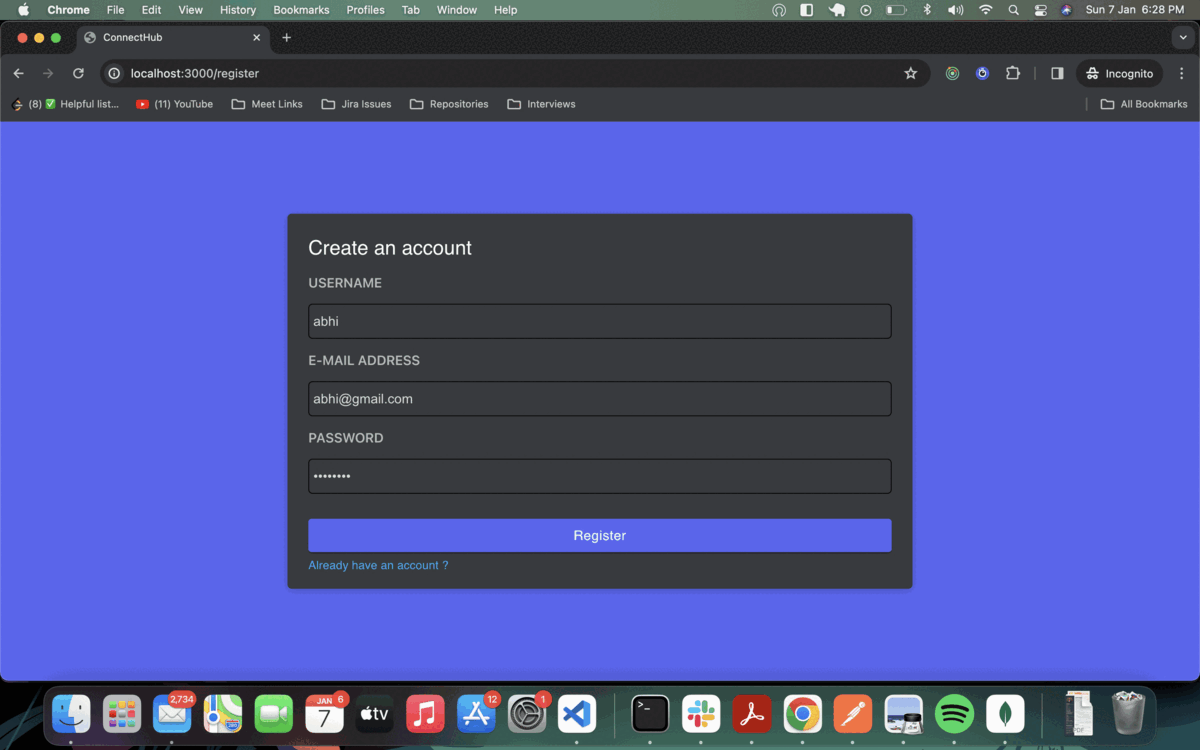 Chrome File Edit View History Bookmarks Profiles Tab Window Help Sun 7 Jan 6:28 PM
ConnectHub
localhost:3000/register Incognito
(8) ✅ Helpful list... (11) YouTube Meet Links Jira Issues Repositories Interviews All Bookmarks
Create an account
USERNAME
abhi
E-MAIL ADDRESS
abhi@gmail.com
PASSWORD
••••••••
Register
Already have an account ?
2,734 JAN 6 12 1
7 tv >_ PDF